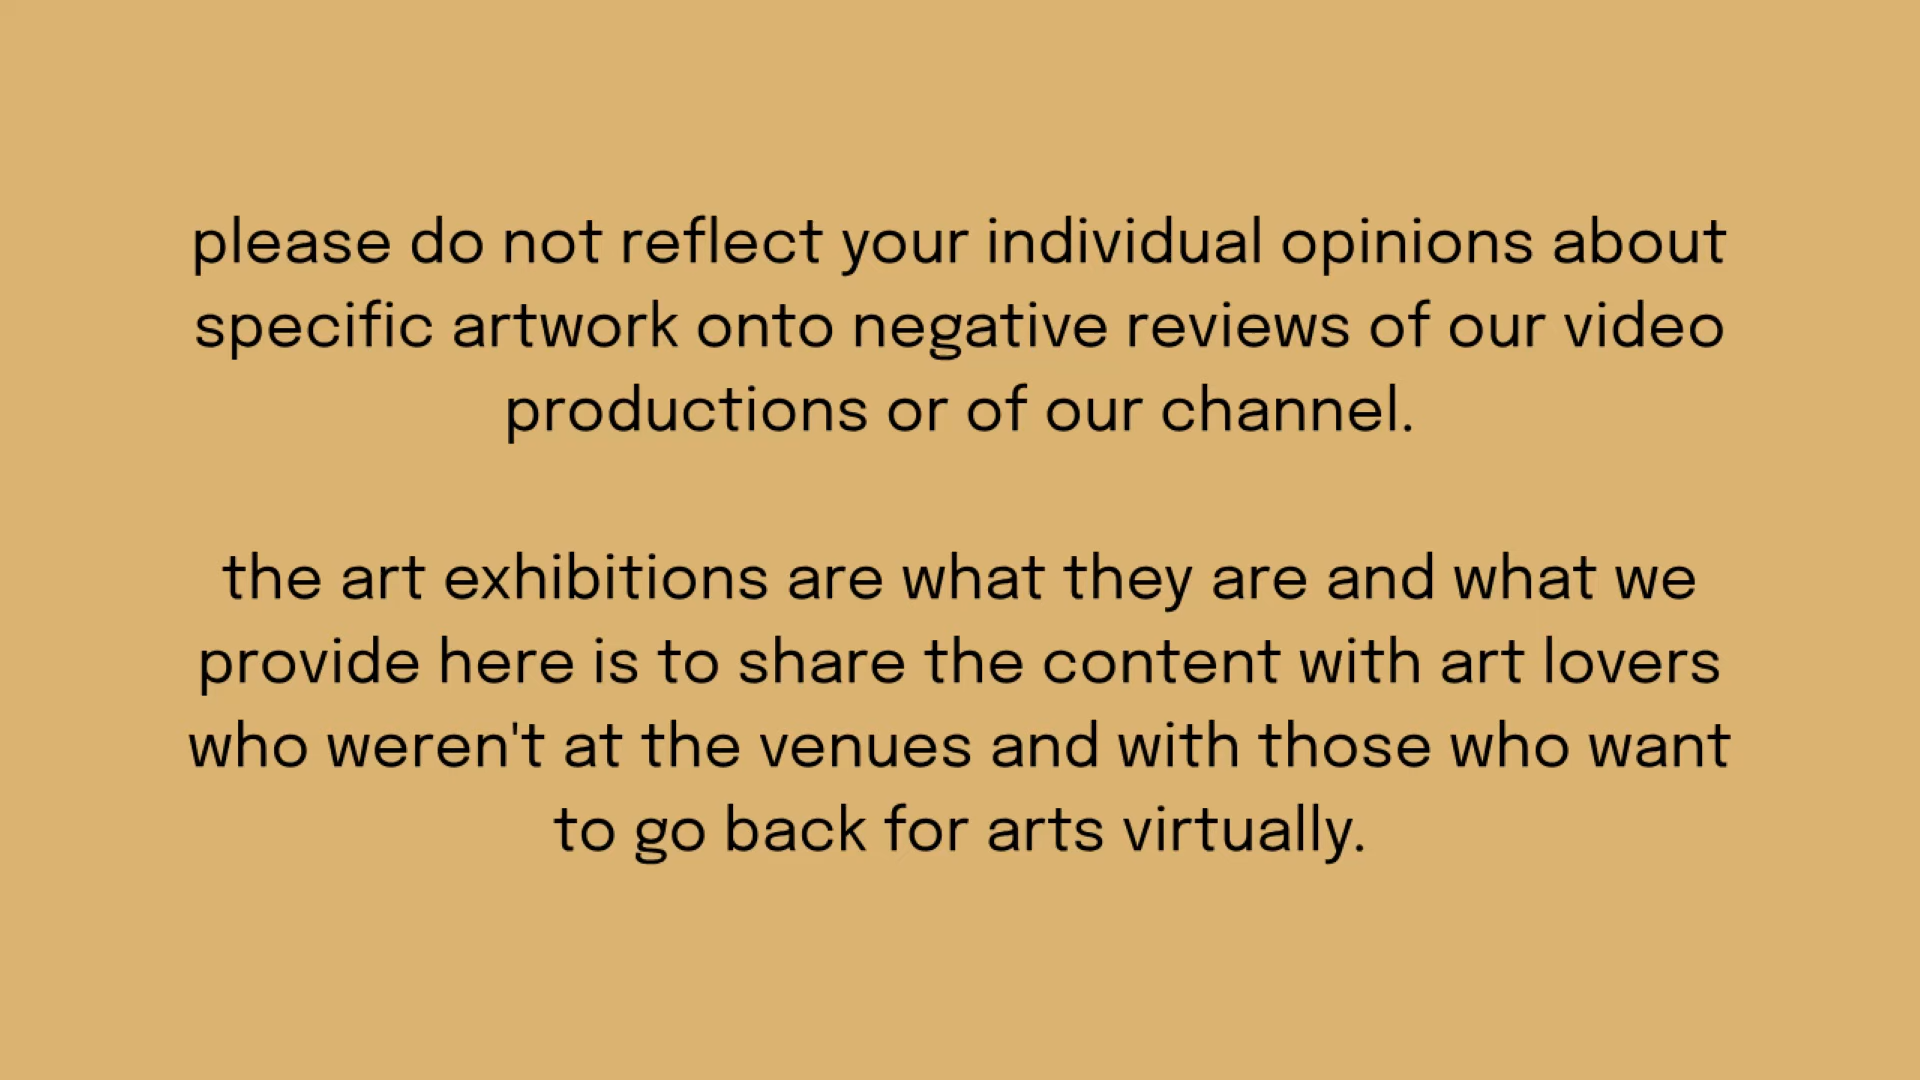 please do not reflect your individual opinions about
specific artwork onto negative reviews of our video
productions or of our channel.
the art exhibitions are what they are and what we
provide here is to share the content with art lovers
who weren't at the venues and with those who want
to go back for arts virtually.